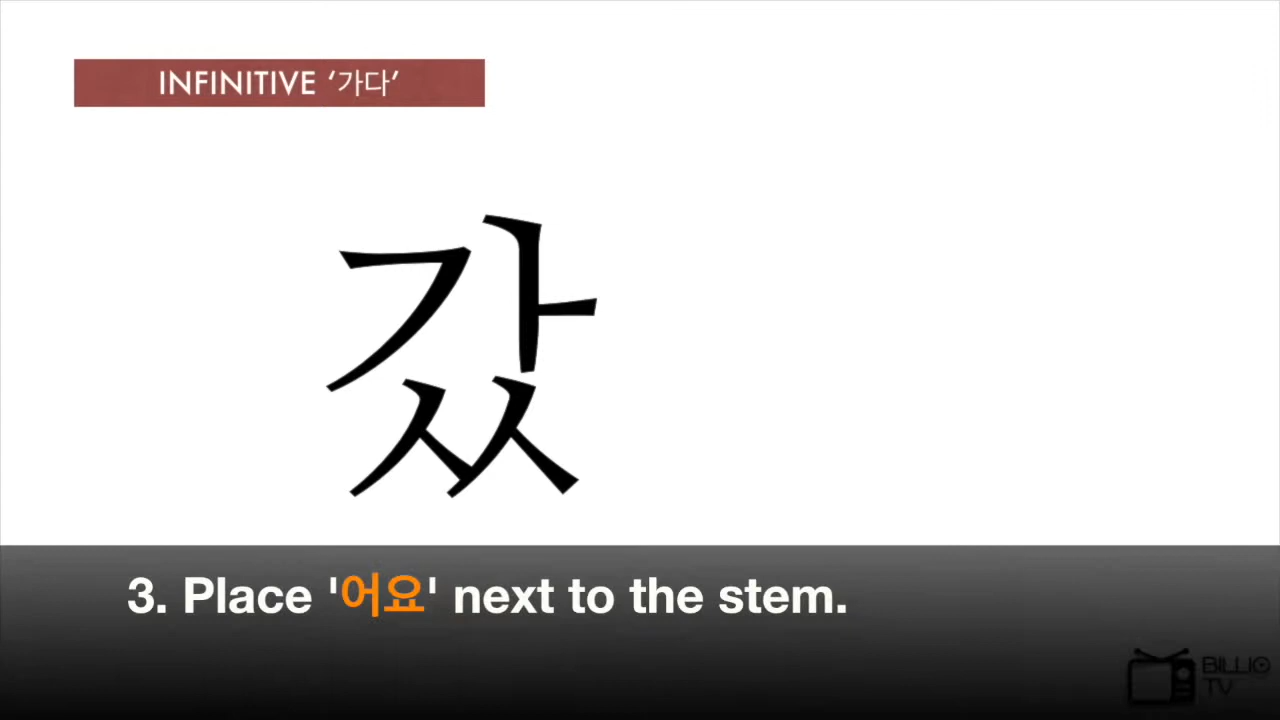 INFINITIVE ‘가다’
갔
3. Place '어요' next to the stem.
BILLIO
TV